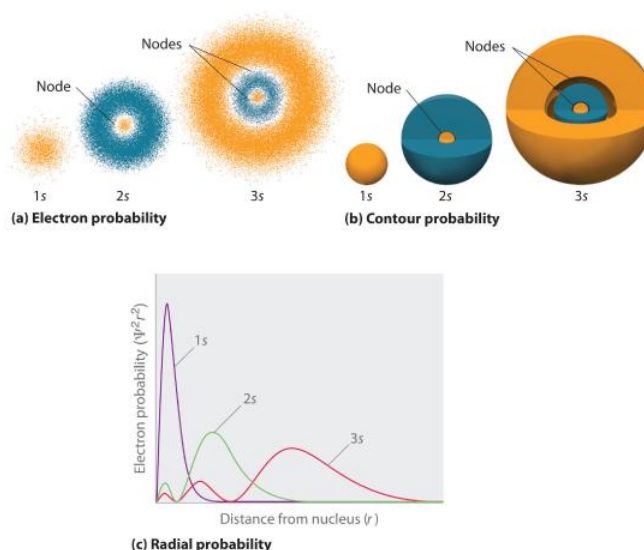 Nodes
Node
1s
2s
3s
(a) Electron probability
Nodes
Node
1s
2s
3s
(b) Contour probability
Electron probability (Ψ²r²)
1s
2s
3s
Distance from nucleus (r)
(c) Radial probability